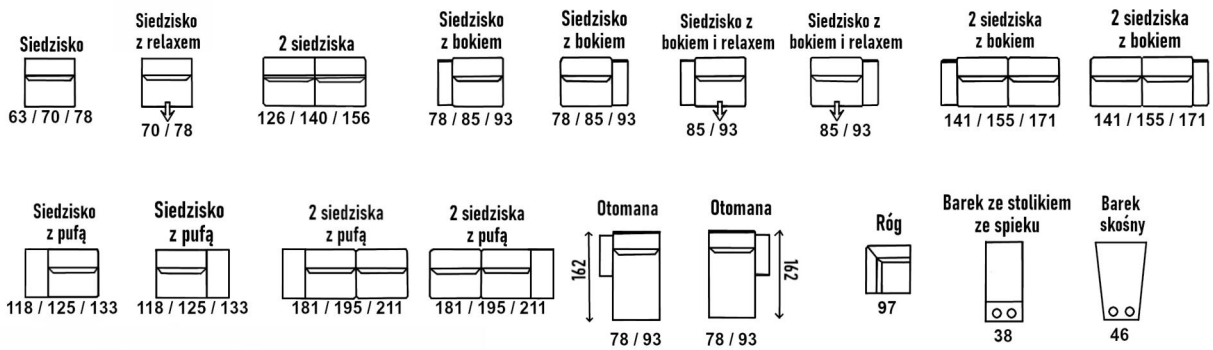 Siedzisko
63 / 70 / 78
Siedzisko
z relaxem
70 / 78
2 siedziska
126 / 140 / 156
Siedzisko
z bokiem
78 / 85 / 93
Siedzisko
z bokiem
78 / 85 / 93
Siedzisko z
bokiem i relaxem
85 / 93
Siedzisko z
bokiem i relaxem
85 / 93
2 siedziska
z bokiem
141 / 155 / 171
2 siedziska
z bokiem
141 / 155 / 171
Siedzisko
z pufą
118 / 125 / 133
Siedzisko
z pufą
118 / 125 / 133
2 siedziska
z pufą
181 / 195 / 211
2 siedziska
z pufą
181 / 195 / 211
Otomana
162
78 / 93
Otomana
162
78 / 93
Róg
97
Barek ze stolikiem
ze spieku
38
Barek
skośny
46